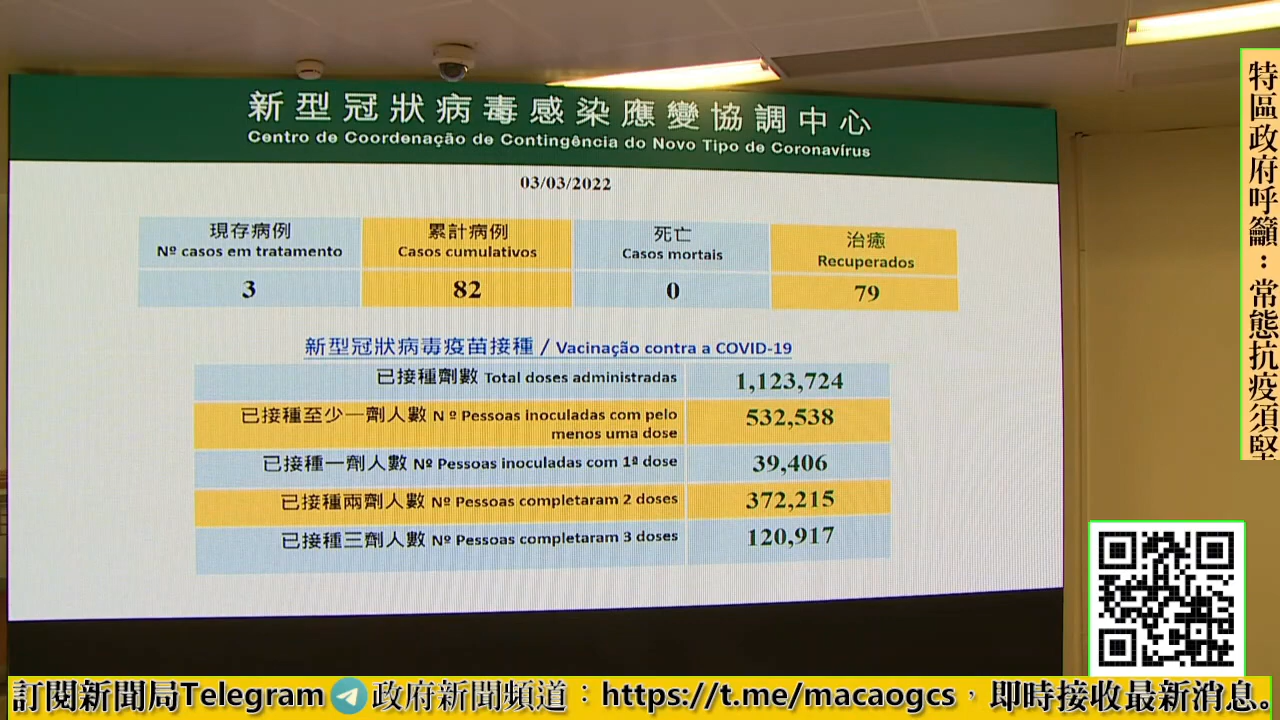 新型冠狀病毒感染應變協調中心
Centro de Coordenação de Contingência do Novo Tipo de Coronavírus
03/03/2022
現存病例
Nº casos em tratamento
3
累計病例
Casos cumulativos
82
死亡
Casos mortais
0
治癒
Recuperados
79
新型冠狀病毒疫苗接種 / Vacinação contra a COVID-19
已接種劑數 Total doses administradas 1,123,724
已接種至少一劑人數 N º Pessoas inoculadas com pelo
menos uma dose 532,538
已接種一劑人數 Nº Pessoas inoculadas com 1ª dose 39,406
已接種兩劑人數 Nº Pessoas completaram 2 doses 372,215
已接種三劑人數 Nº Pessoas completaram 3 doses 120,917
特區政府呼籲：常態抗疫須
訂閱新聞局Telegram 政府新聞頻道：https://t.me/macaogcs，即時接收最新消息。